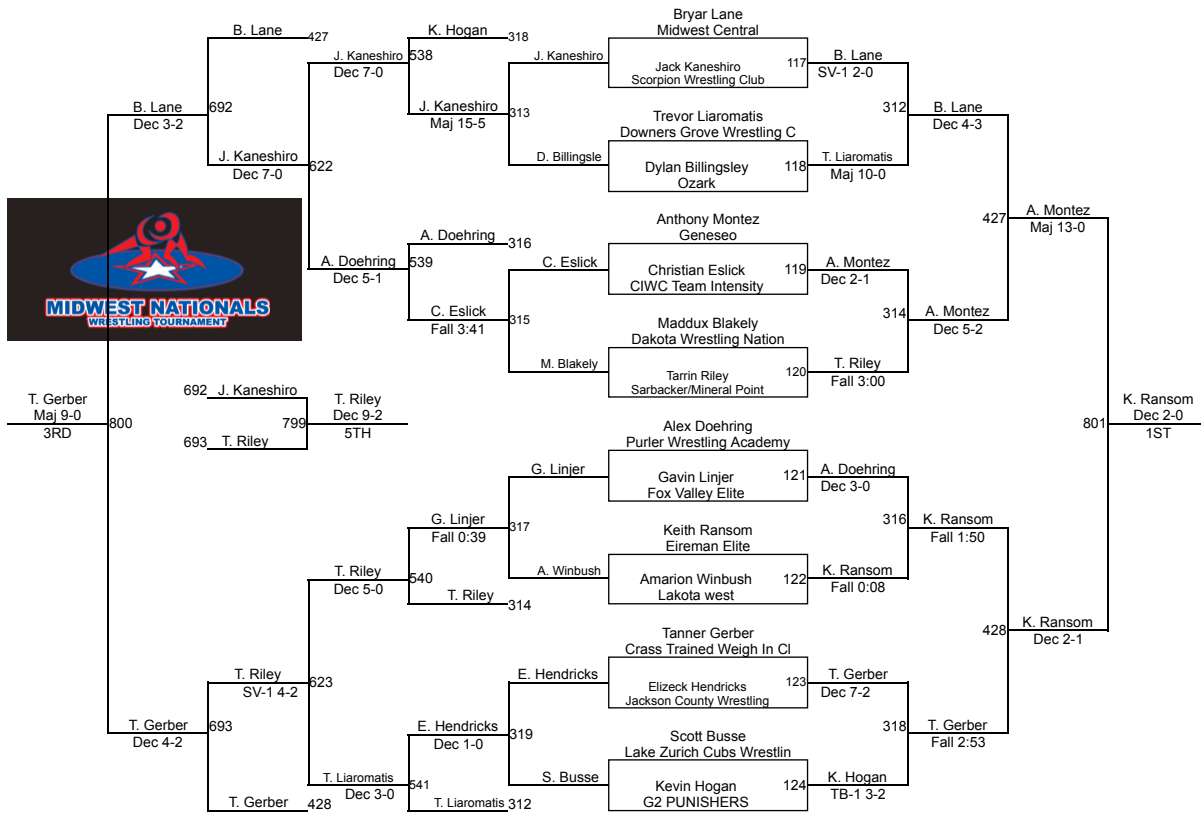 Bryar Lane
Midwest Central
B. Lane
427
K. Hogan
318
J. Kaneshiro
538
Dec 7-0
J. Kaneshiro
Jack Kaneshiro
Scorpion Wrestling Club
117
B. Lane
SV-1 2-0
B. Lane
692
Dec 3-2
J. Kaneshiro
313
Maj 15-5
312
B. Lane
Dec 4-3
Trevor Liaromatis
Downers Grove Wrestling C
J. Kaneshiro
622
Dec 7-0
D. Billingsle
Dylan Billingsley
Ozark
118
T. Liaromatis
Maj 10-0
Anthony Montez
Geneseo
427
A. Montez
Maj 13-0
A. Doehring
316
A. Doehring
539
Dec 5-1
C. Eslick
Christian Eslick
CIWC Team Intensity
119
A. Montez
Dec 2-1
MIDWEST NATIONALS
WRESTLING TOURNAMENT
C. Eslick
315
Fall 3:41
314
A. Montez
Dec 5-2
Maddux Blakely
Dakota Wrestling Nation
M. Blakely
Tarrin Riley
Sarbacker/Mineral Point
120
T. Riley
Fall 3:00
692
J. Kaneshiro
T. Gerber
Maj 9-0
3RD
800
799
T. Riley
Dec 9-2
5TH
693
T. Riley
801
K. Ransom
Dec 2-0
1ST
Alex Doehring
Purler Wrestling Academy
G. Linjer
Gavin Linjer
Fox Valley Elite
121
A. Doehring
Dec 3-0
G. Linjer
317
Fall 0:39
316
K. Ransom
Fall 1:50
Keith Ransom
Eireman Elite
T. Riley
540
Dec 5-0
A. Winbush
Amarion Winbush
Lakota west
122
K. Ransom
Fall 0:08
T. Riley
314
428
K. Ransom
Dec 2-1
Tanner Gerber
Crass Trained Weigh In Cl
T. Riley
623
SV-1 4-2
E. Hendricks
Elizeck Hendricks
Jackson County Wrestling
123
T. Gerber
Dec 7-2
T. Gerber
693
Dec 4-2
E. Hendricks
319
Dec 1-0
318
T. Gerber
Fall 2:53
Scott Busse
Lake Zurich Cubs Wrestlin
T. Liaromatis
541
Dec 3-0
S. Busse
Kevin Hogan
G2 PUNISHERS
124
K. Hogan
TB-1 3-2
T. Gerber
428
T. Liaromatis
312